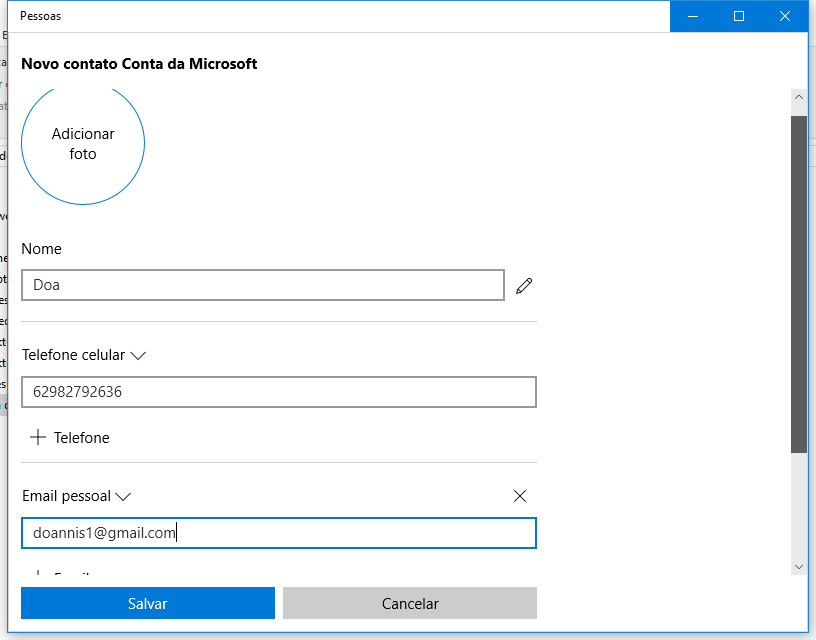 Pessoas
Novo contato Conta da Microsoft
Adicionar
foto
Nome
Doa
Telefone celular
62982792636
Telefone
Email pessoal
doannis1@gmail.com
Salvar
Cancelar